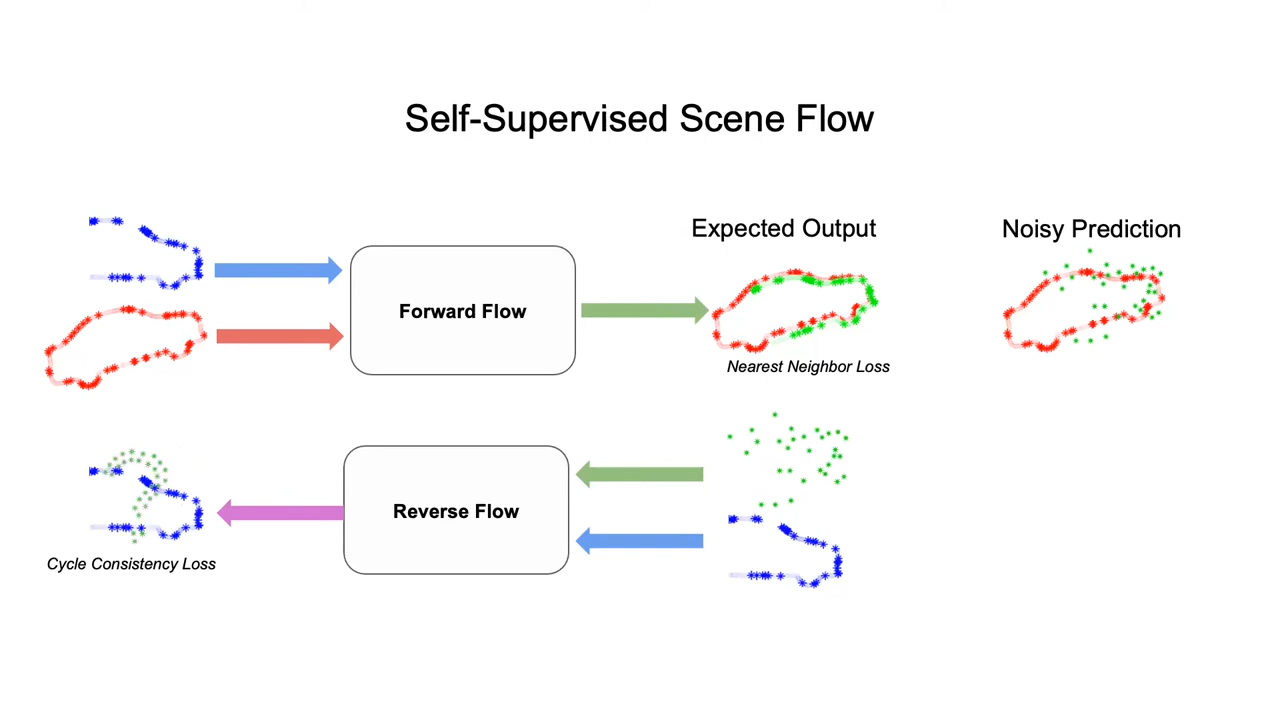 Self-Supervised Scene Flow
Expected Output
Noisy Prediction
Forward Flow
Nearest Neighbor Loss
Reverse Flow
Cycle Consistency Loss